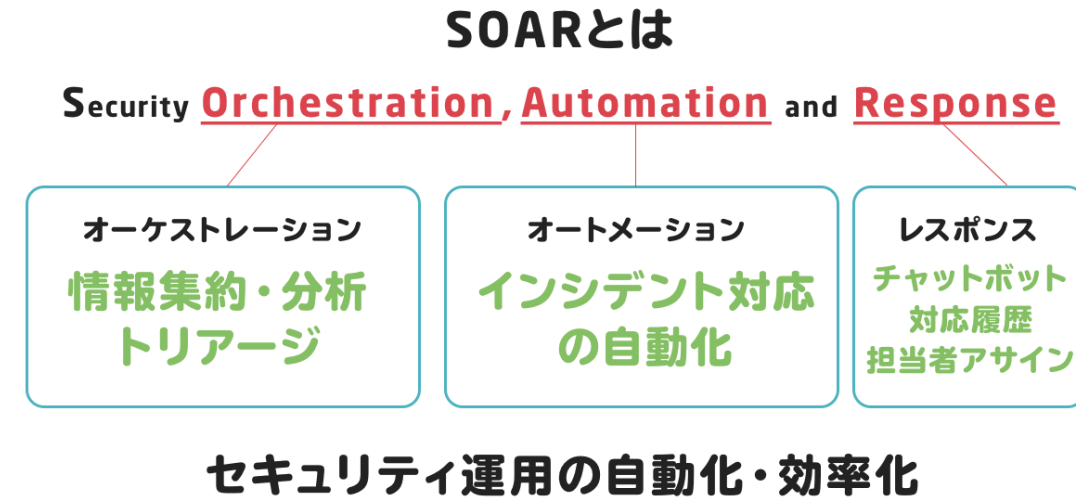 SOARとは
Security Orchestration, Automation and Response
オーケストレーション
情報集約・分析
トリアージ
オートメーション
インシデント対応
の自動化
レスポンス
チャットボット
対応履歴
担当者アサイン
セキュリティ運用の自動化・効率化